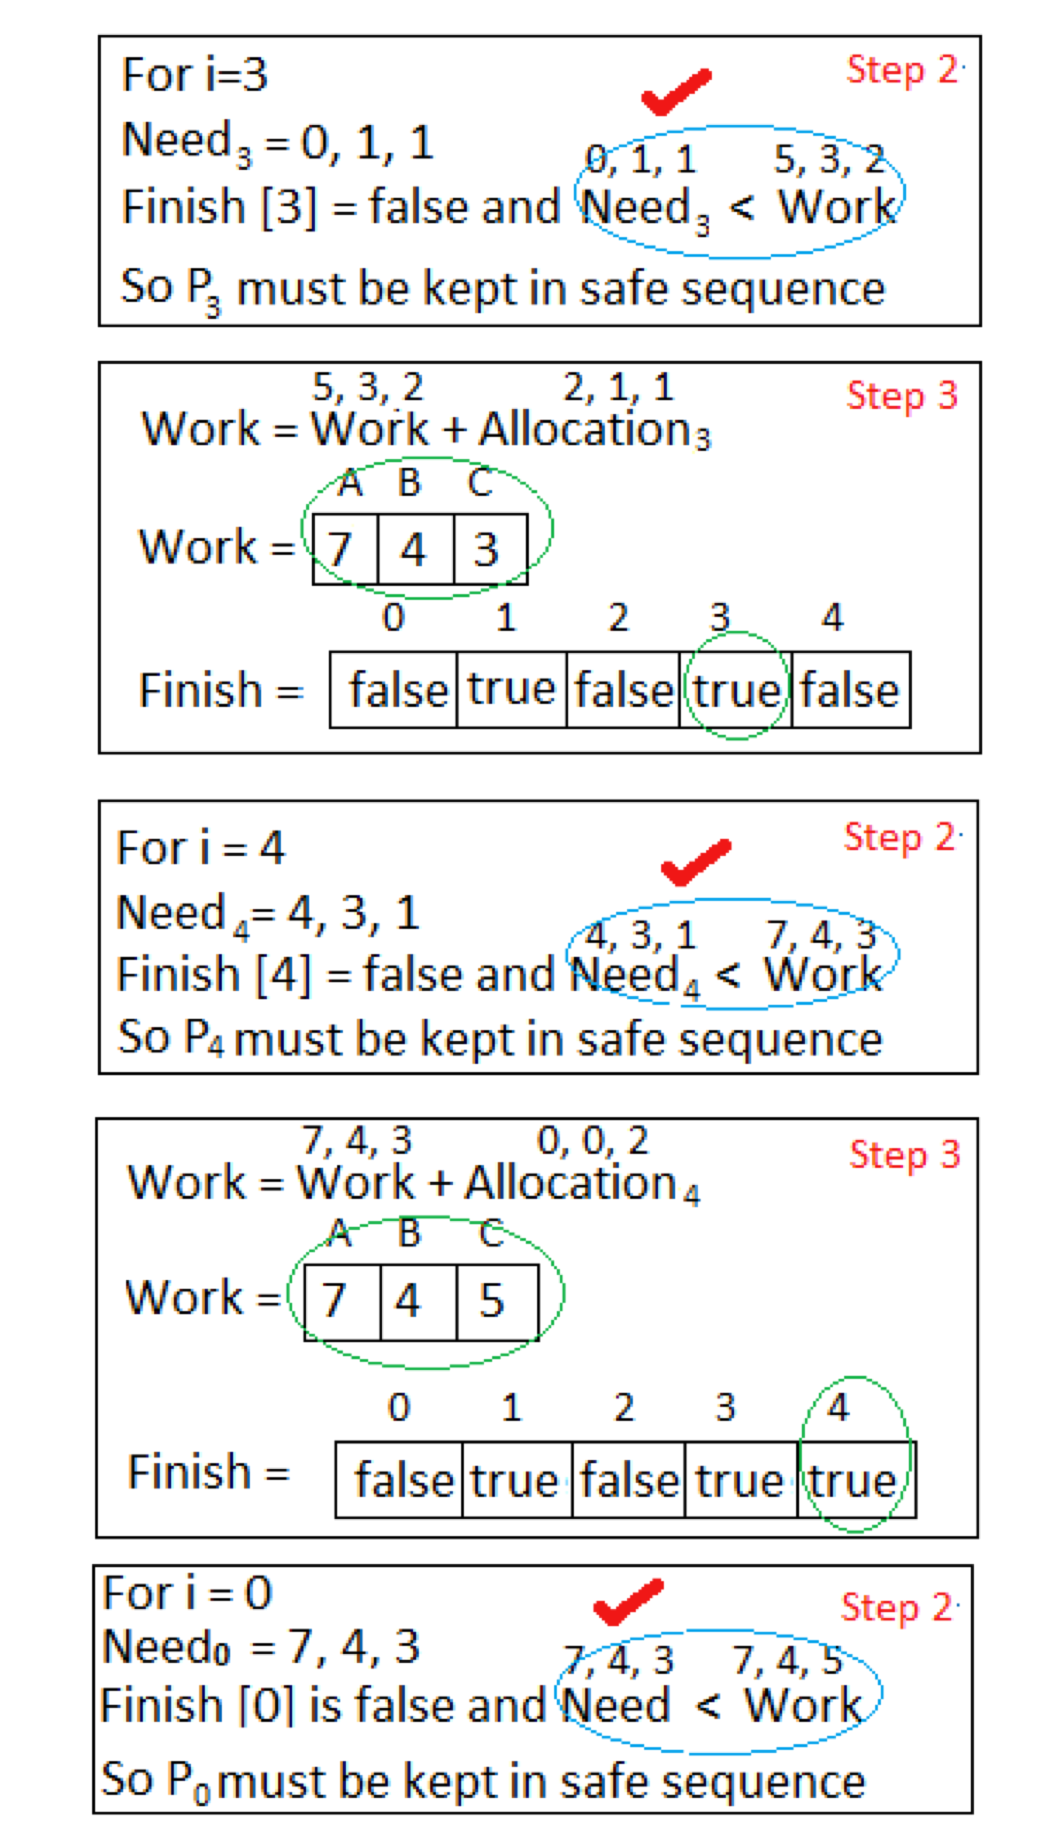 For i=3
Step 2
Need3 = 0, 1, 1
0, 1, 1 5, 3, 2
Finish [3] = false and Need3 < Work
So P3 must be kept in safe sequence
5, 3, 2 2, 1, 1
Step 3
Work = Work + Allocation3
A B C
Work = 7 4 3
0 1 2 3 4
Finish = false true false true false
For i = 4
Step 2
Need4= 4, 3, 1
4, 3, 1 7, 4, 3
Finish [4] = false and Need4 < Work
So P4 must be kept in safe sequence
7, 4, 3 0, 0, 2
Step 3
Work = Work + Allocation4
A B C
Work = 7 4 5
0 1 2 3 4
Finish = false true false true true
For i = 0
Step 2
Need0 = 7, 4, 3
7, 4, 3 7, 4, 5
Finish [0] is false and Need < Work
So P0 must be kept in safe sequence